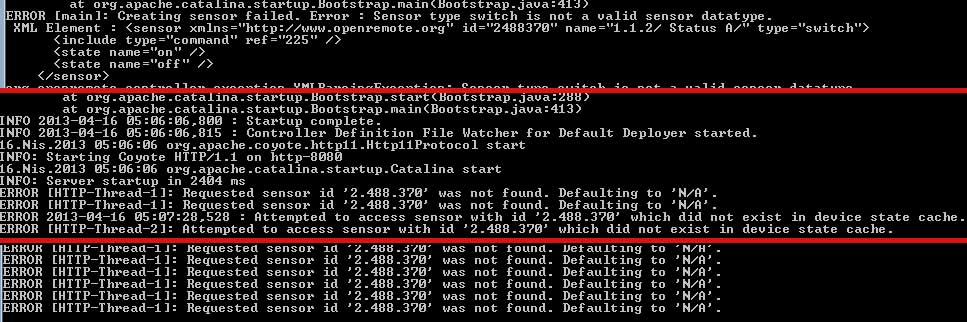 at org.apache.catalina.startup.Bootstrap.main(Bootstrap.java:413)
ERROR [main]: Creating sensor failed. Error : Sensor type switch is not a valid sensor datatype.
XML Element : <sensor xmlns="http://www.openremote.org" id="2488370" name="1.1.2/ Status A/" type="switch">
<include type="command" ref="225" />
<state name="on" />
<state name="off" />
</sensor>
org.openremote.controller.exception.XMLParsingException: Sensor type switch is not a valid sensor datatype
at org.apache.catalina.startup.Bootstrap.start(Bootstrap.java:288)
at org.apache.catalina.startup.Bootstrap.main(Bootstrap.java:413)
INFO 2013-04-16 05:06:06,800 : Startup complete.
INFO 2013-04-16 05:06:06,815 : Controller Definition File Watcher for Default Deployer started.
16.Nis.2013 05:06:06 org.apache.coyote.http11.Http11Protocol start
INFO: Starting Coyote HTTP/1.1 on http-8080
16.Nis.2013 05:06:06 org.apache.catalina.startup.Catalina start
INFO: Server startup in 2404 ms
ERROR [HTTP-Thread-1]: Requested sensor id '2.488.370' was not found. Defaulting to 'N/A'.
ERROR [HTTP-Thread-1]: Requested sensor id '2.488.370' was not found. Defaulting to 'N/A'.
ERROR 2013-04-16 05:07:28,528 : Attempted to access sensor with id '2.488.370' which did not exist in device state cache.
ERROR [HTTP-Thread-2]: Attempted to access sensor with id '2.488.370' which did not exist in device state cache.
ERROR [HTTP-Thread-1]: Requested sensor id '2.488.370' was not found. Defaulting to 'N/A'.
ERROR [HTTP-Thread-1]: Requested sensor id '2.488.370' was not found. Defaulting to 'N/A'.
ERROR [HTTP-Thread-1]: Requested sensor id '2.488.370' was not found. Defaulting to 'N/A'.
ERROR [HTTP-Thread-1]: Requested sensor id '2.488.370' was not found. Defaulting to 'N/A'.
ERROR [HTTP-Thread-1]: Requested sensor id '2.488.370' was not found. Defaulting to 'N/A'.
ERROR [HTTP-Thread-1]: Requested sensor id '2.488.370' was not found. Defaulting to 'N/A'.